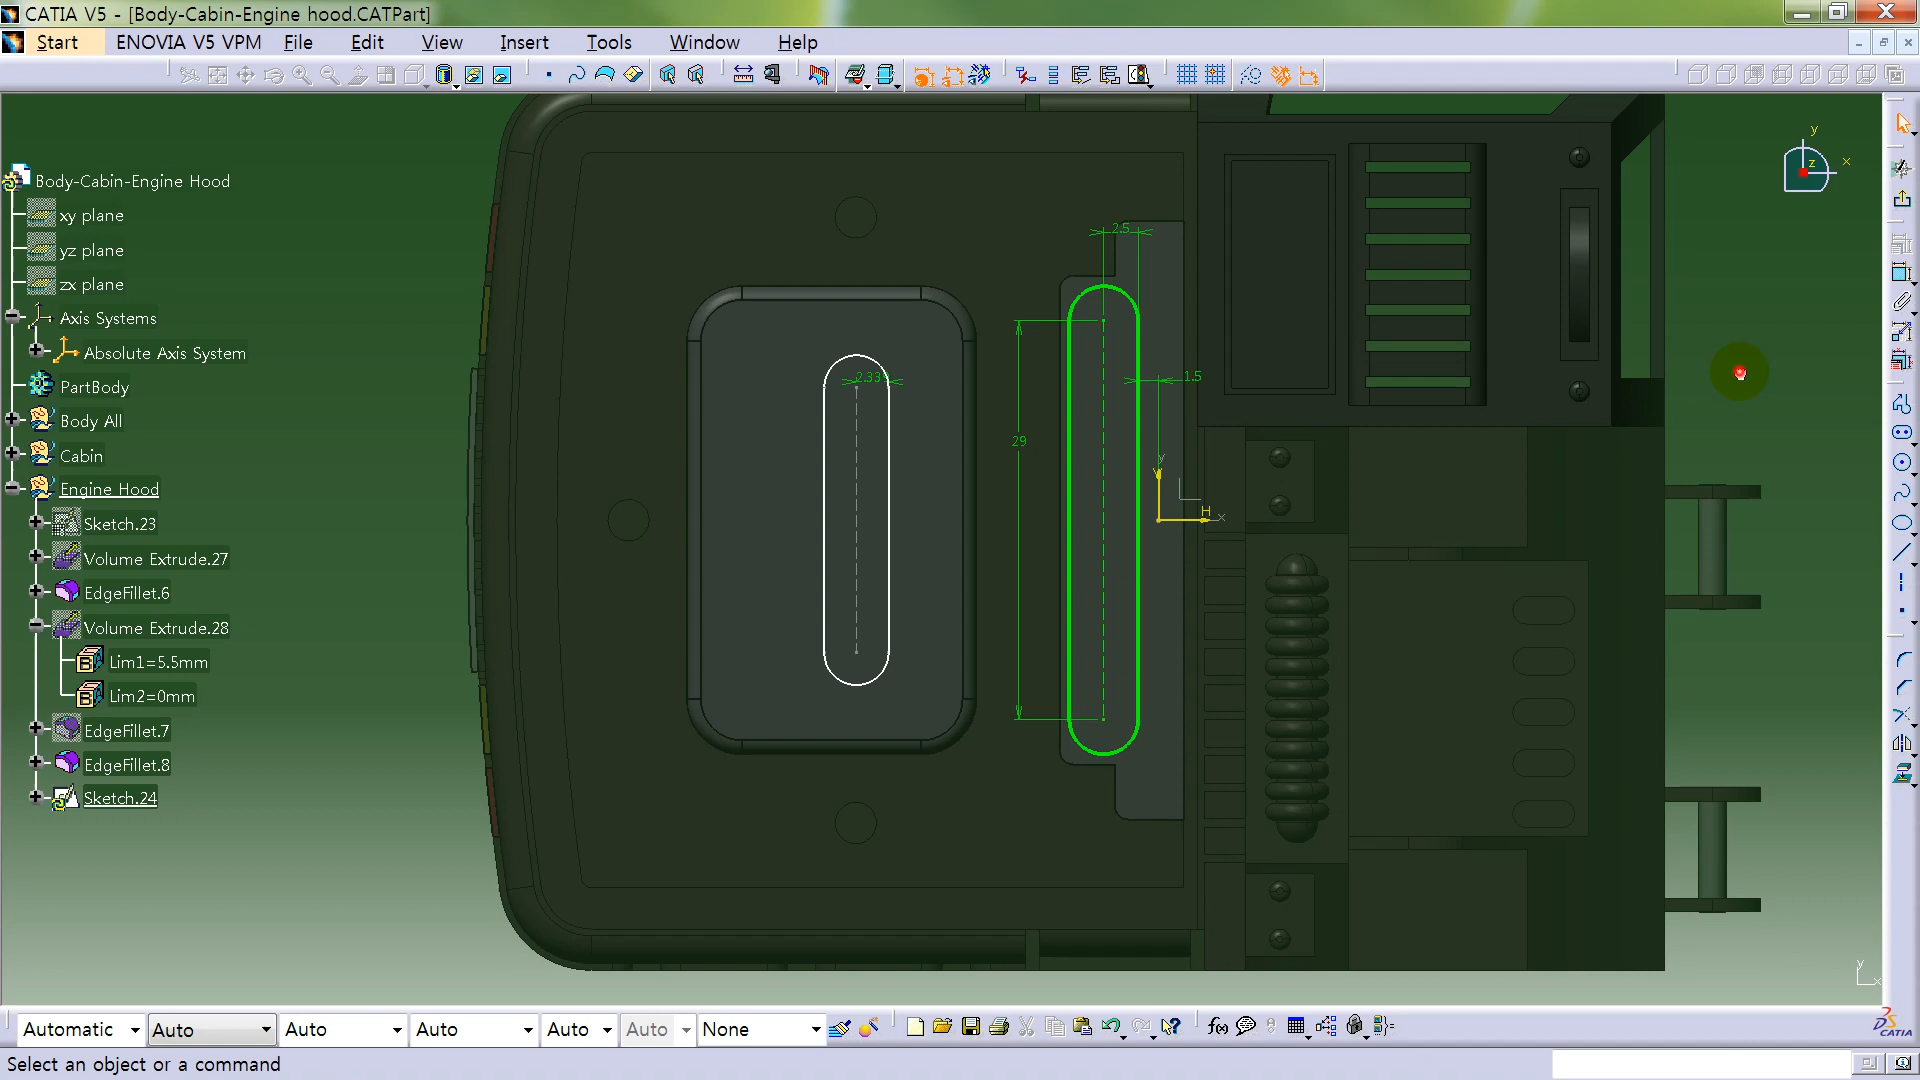 CATIA V5 - [Body-Cabin-Engine hood.CATPart]
Start ENOVIA V5 VPM File Edit View Insert Tools Window Help
Body-Cabin-Engine Hood
xy plane
yz plane
zx plane
Axis Systems
Absolute Axis System
PartBody
Body All
Cabin
Engine Hood
Sketch.23
Volume Extrude.27
EdgeFillet.6
Volume Extrude.28
Lim1=5.5mm
Lim2=0mm
EdgeFillet.7
EdgeFillet.8
Sketch.24
2.5
1.5
29
H
x
y
y
x
z
y
x
Automatic Auto Auto Auto Auto Auto None
f(x)
CATIA
Select an object or a command